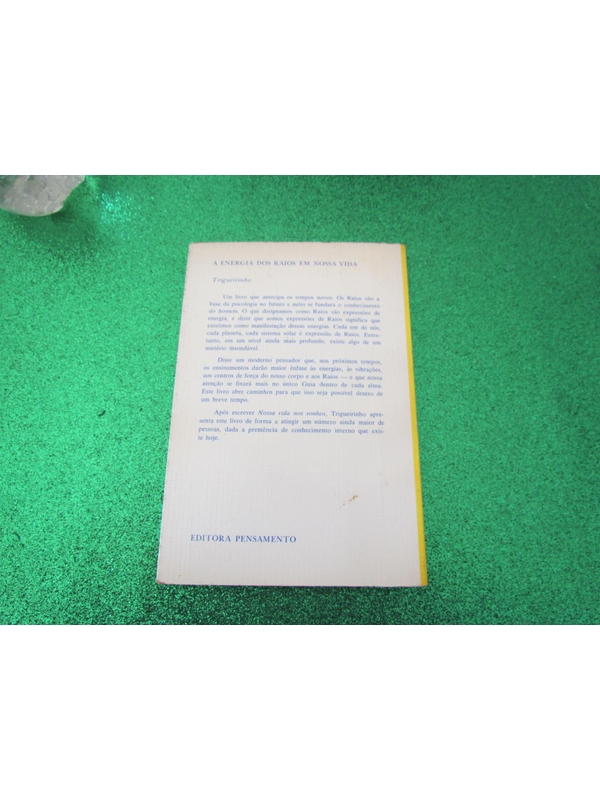 A ENERGIA DOS RAIOS EM NOSSA VIDA
Trigueirinho
Um livro que antecipa os tempos novos. Os Raios são a
base da psicologia no futuro e neles se fundará o conhecimento
do homem. O que designamos como Raios são expressões de
energia, e dizer que somos expressões de Raios significa que
existimos como manifestação dessas energias. Cada um de nós,
cada planeta, cada sistema solar é expressão de Raios. Entre-
tanto, em um nível ainda mais profundo, existe algo de um
mistério insondável.
Disse um moderno pensador que, nos próximos tempos,
os ensinamentos darão maior ênfase às energias, às vibrações,
aos centros de força do nosso corpo e aos Raios — e que nossa
atenção se fixará mais no único Guia dentro de cada alma.
Este livro abre caminhos para que isso seja possível dentro de
um breve tempo.
Após escrever Nossa vida nos sonhos, Trigueirinho apre-
senta este livro de forma a atingir um número ainda maior de
pessoas, dada a premência de conhecimento interno que exis-
te hoje.
EDITORA PENSAMENTO